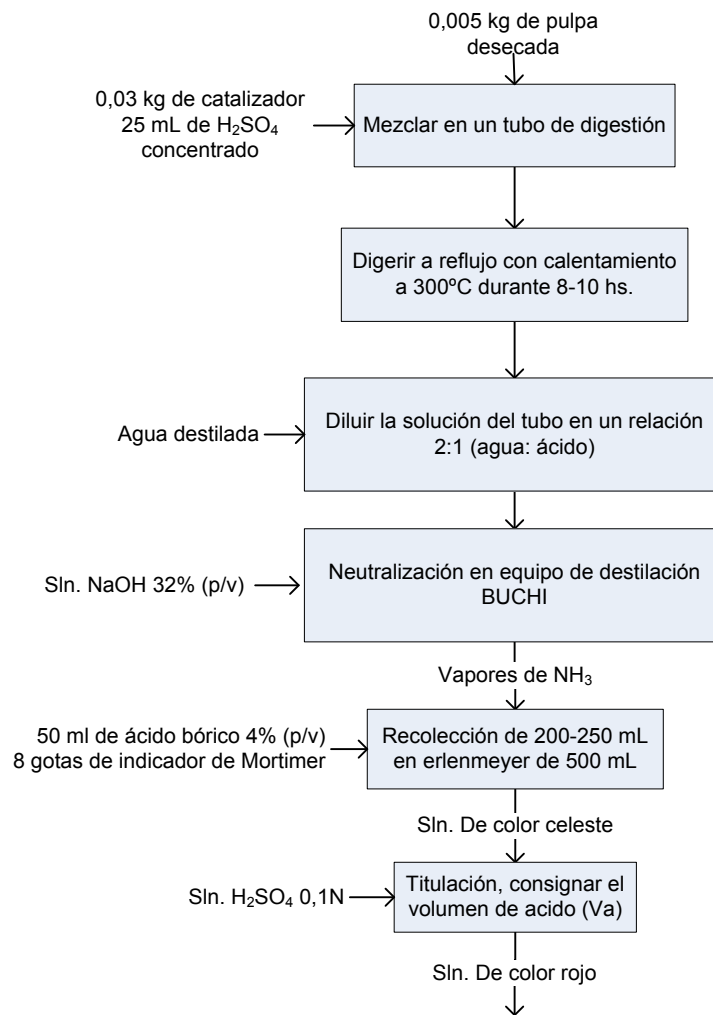 0,005 kg de pulpa
desecada
0,03 kg de catalizador
25 mL de H₂SO₄
concentrado
Mezclar en un tubo de digestión
Digerir a reflujo con calentamiento
a 300ºC durante 8-10 hs.
Agua destilada
Diluir la solución del tubo en un relación
2:1 (agua: ácido)
Sln. NaOH 32% (p/v)
Neutralización en equipo de destilación
BUCHI
Vapores de NH₃
50 ml de ácido bórico 4% (p/v)
8 gotas de indicador de Mortimer
Recolección de 200-250 mL
en erlenmeyer de 500 mL
Sln. De color celeste
Sln. H₂SO₄ 0,1N
Titulación, consignar el
volumen de acido (Va)
Sln. De color rojo